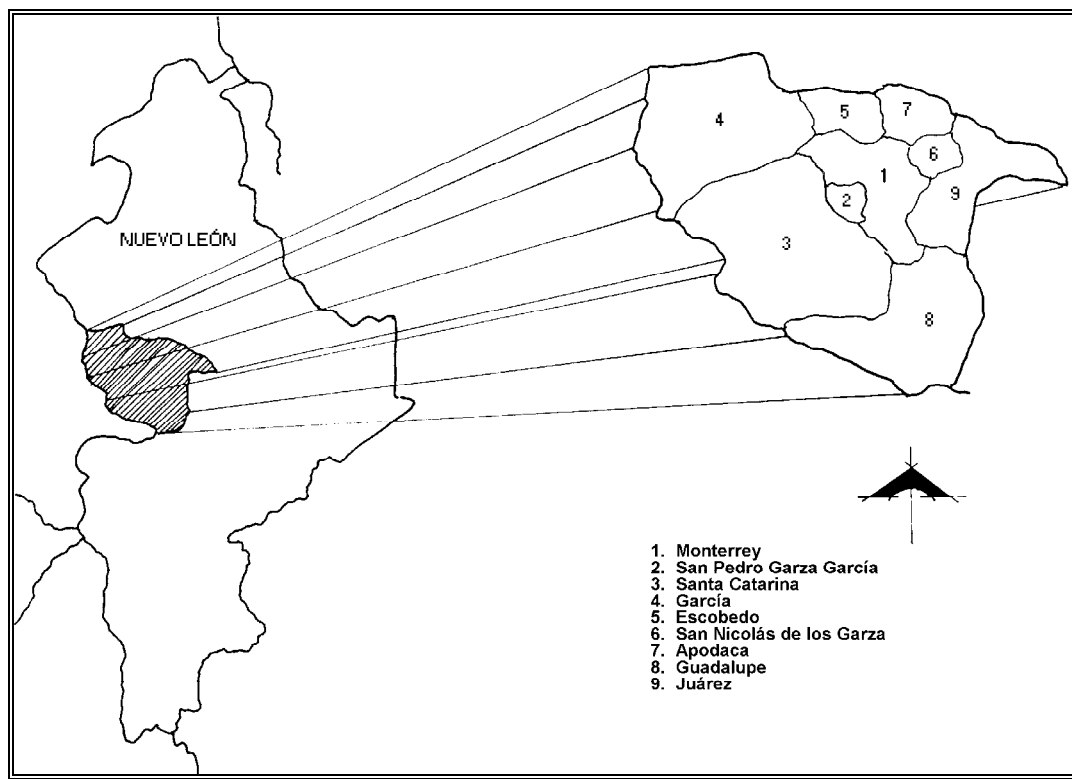 NUEVO LEÓN
4
5
7
6
1
9
2
3
8
1. Monterrey
2. San Pedro Garza García
3. Santa Catarina
4. García
5. Escobedo
6. San Nicolás de los Garza
7. Apodaca
8. Guadalupe
9. Juárez